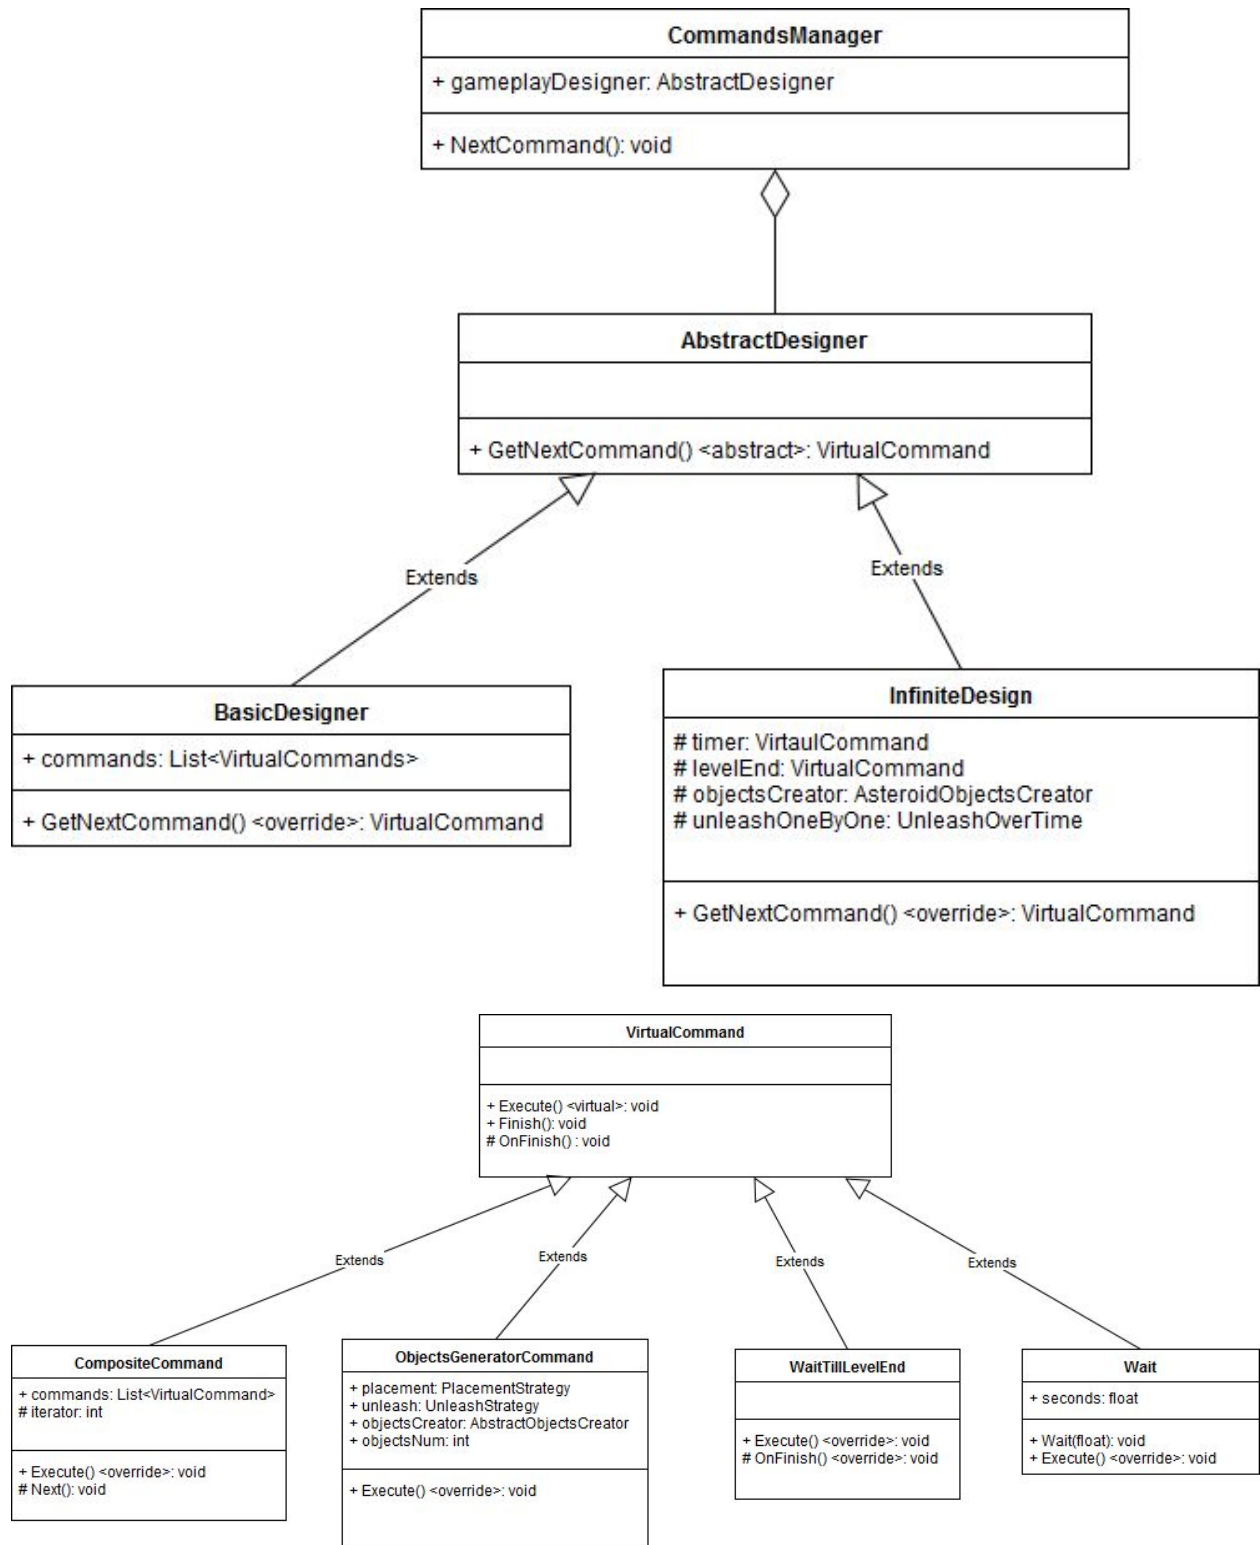 CommandsManager
+ gameplayDesigner: AbstractDesigner
+ NextCommand(): void
AbstractDesigner
+ GetNextCommand() <abstract>: VirtualCommand
Extends
Extends
BasicDesigner
+ commands: List<VirtualCommands>
+ GetNextCommand() <override>: VirtualCommand
InfiniteDesign
# timer: VirtaulCommand
# levelEnd: VirtualCommand
# objectsCreator: AsteroidObjectsCreator
# unleashOneByOne: UnleashOverTime
+ GetNextCommand() <override>: VirtualCommand
VirtualCommand
+ Execute() <virtual>: void
+ Finish(): void
# OnFinish() : void
Extends
Extends
Extends
Extends
CompositeCommand
+ commands: List<VirtualCommand>
# iterator: int
+ Execute() <override>: void
# Next(): void
ObjectsGeneratorCommand
+ placement: PlacementStrategy
+ unleash: UnleashStrategy
+ objectsCreator: AbstractObjectsCreator
+ objectsNum: int
+ Execute() <override>: void
WaitTillLevelEnd
+ Execute() <override>: void
# OnFinish() <override>: void
Wait
+ seconds: float
+ Wait(float): void
+ Execute() <override>: void